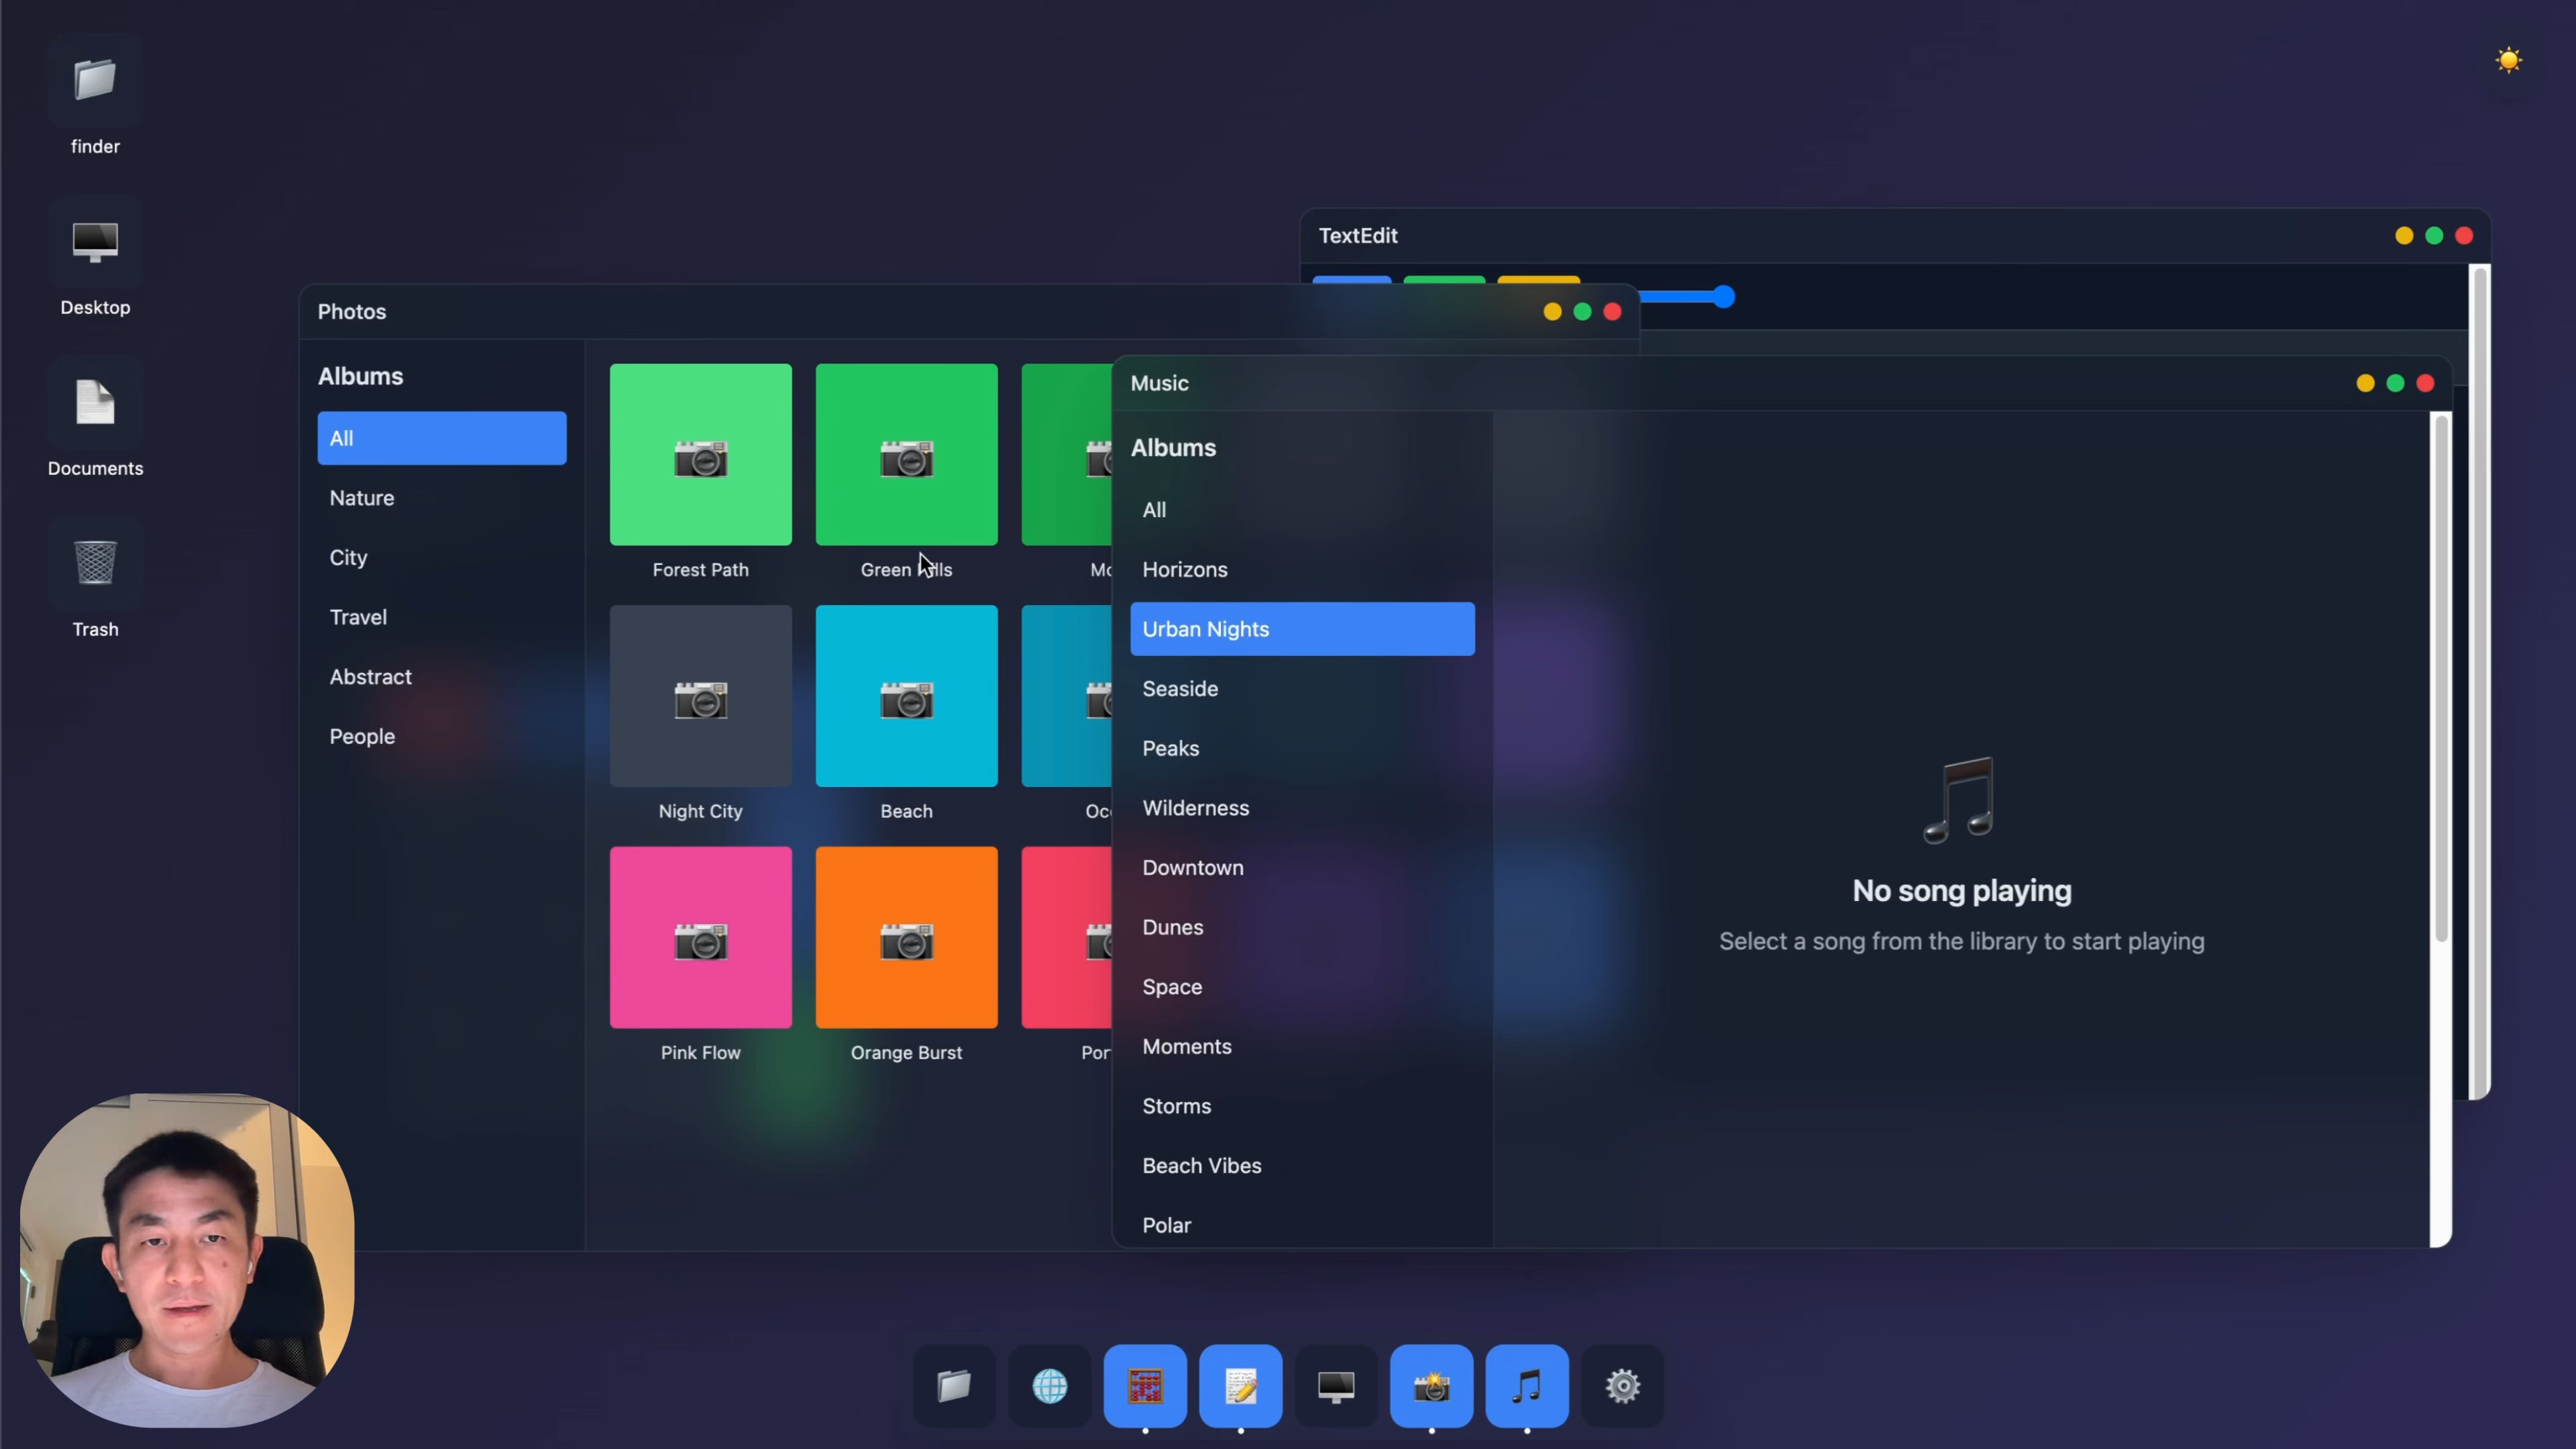 finder
Desktop
Documents
Trash
TextEdit
Photos
Albums
All
Nature
City
Travel
Abstract
People
Forest Path
Green
Night City
Beach
Pink Flow
Orange Burst
Music
Albums
All
Horizons
Urban Nights
Seaside
Peaks
Wilderness
Downtown
Dunes
Space
Moments
Storms
Beach Vibes
Polar
No song playing
Select a song from the library to start playing